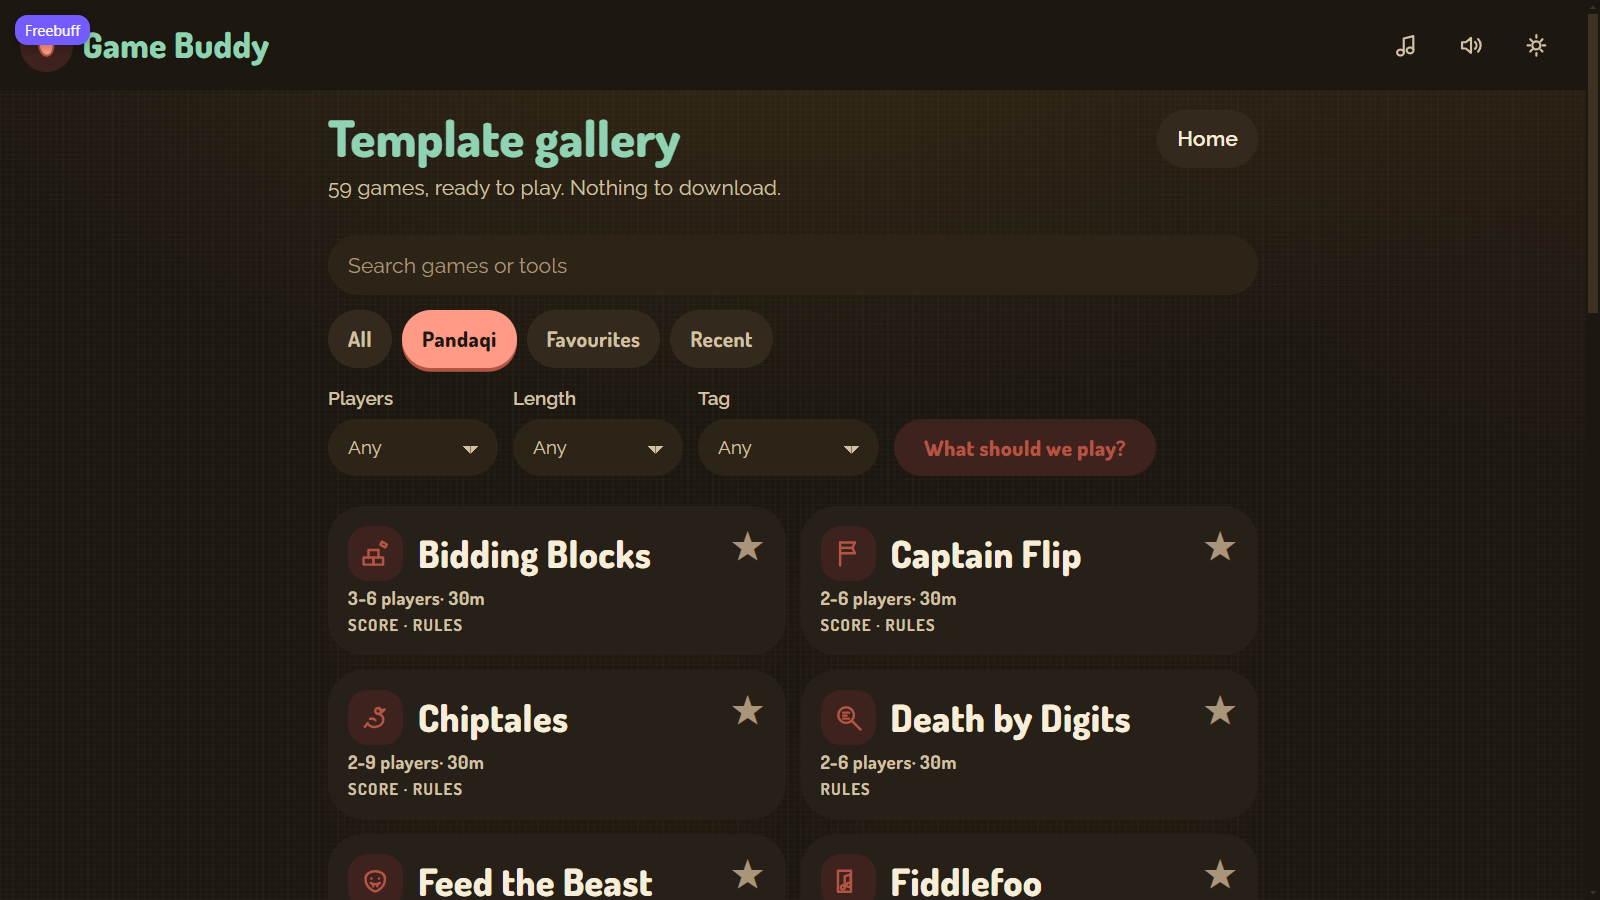 Freebuff
Game Buddy
Template gallery
Home
59 games, ready to play. Nothing to download.
Search games or tools
All
Pandaqi
Favourites
Recent
Players
Length
Tag
Any
Any
Any
What should we play?
Bidding Blocks
3-6 players· 30m
SCORE · RULES
Captain Flip
2-6 players· 30m
SCORE · RULES
Chiptales
2-9 players· 30m
SCORE · RULES
Death by Digits
2-6 players· 30m
RULES
Feed the Beast
Fiddlefoo